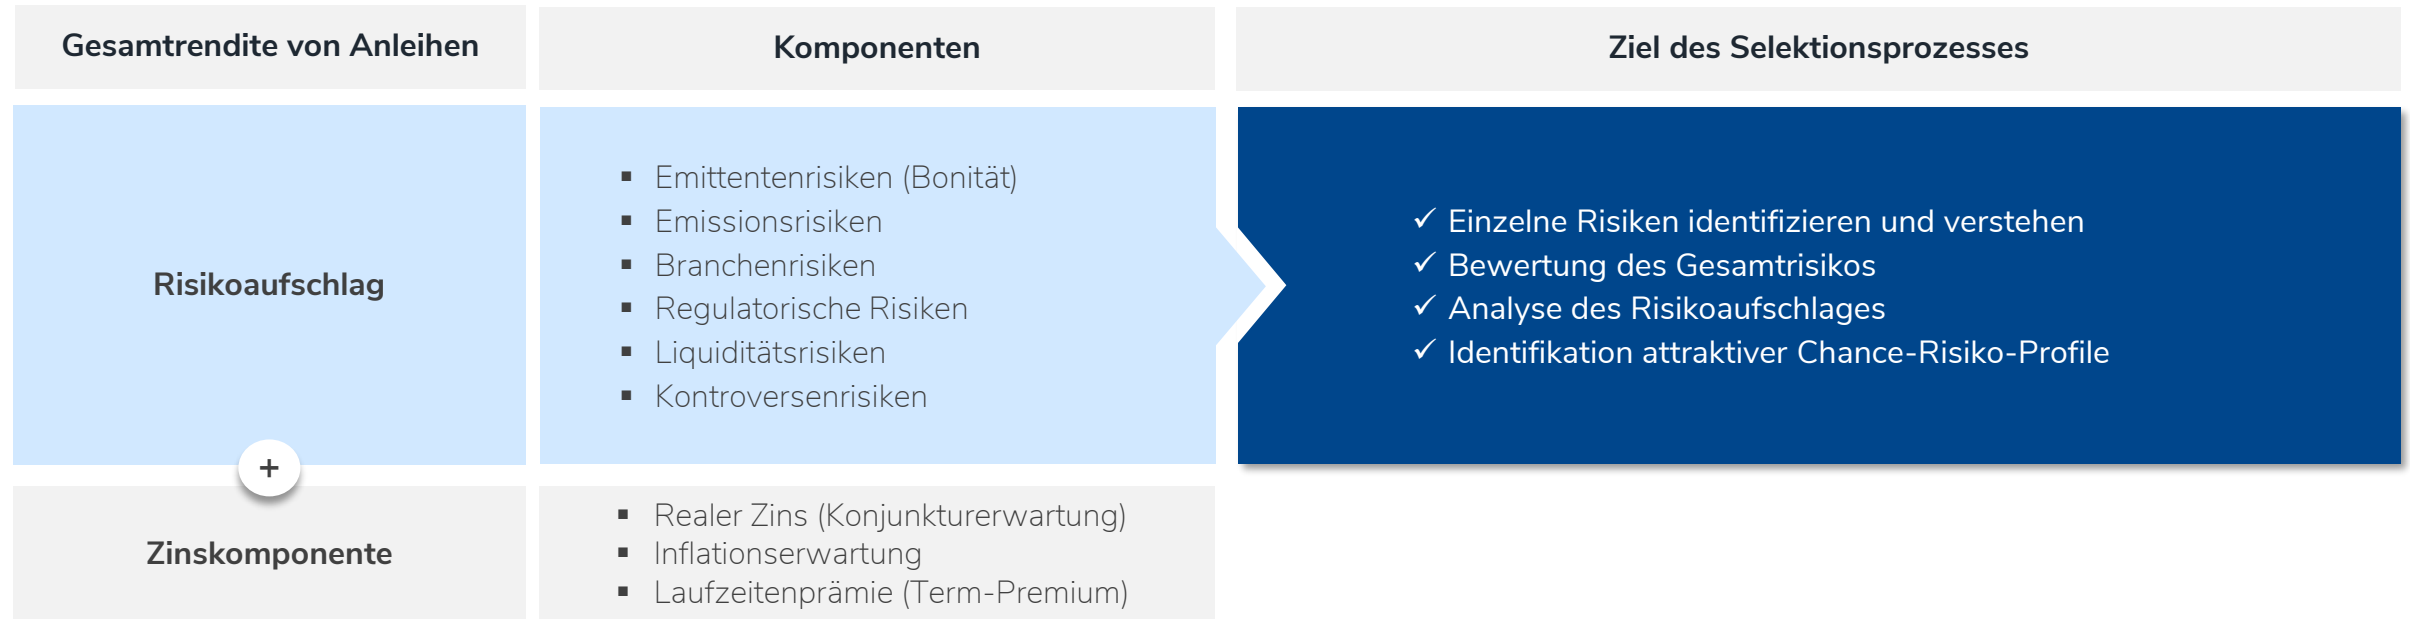 Gesamtrendite von Anleihen
Komponenten
Ziel des Selektionsprozesses
Risikoaufschlag
▪ Emittentenrisiken (Bonität)
▪ Emissionsrisiken
▪ Branchenrisiken
▪ Regulatorische Risiken
▪ Liquiditätsrisiken
▪ Kontroversenrisiken
✓ Einzelne Risiken identifizieren und verstehen
✓ Bewertung des Gesamtrisikos
✓ Analyse des Risikoaufschlages
✓ Identifikation attraktiver Chance-Risiko-Profile
+
Zinskomponente
▪ Realer Zins (Konjunkturerwartung)
▪ Inflationserwartung
▪ Laufzeitenprämie (Term-Premium)